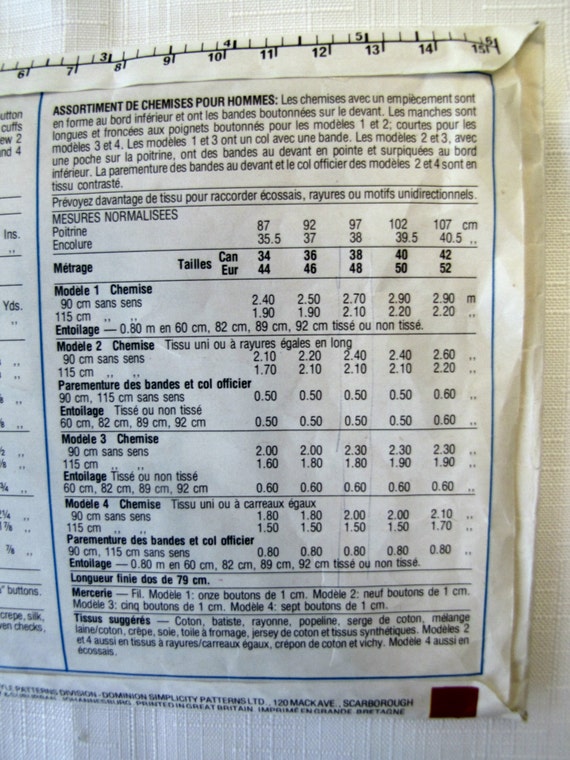 6 7 8 9 10 11 12 13 14 15
3 4 5 6
utton
cuffs
ew 2
nd 4
Ins.
Yds.
" buttons.
crepe, silk,
en checks,
ASSORTIMENT DE CHEMISES POUR HOMMES: Les chemises avec un empiècement sont
en forme au bord inférieur et ont les bandes boutonnées sur le devant. Les manches sont
longues et froncées aux poignets boutonnés pour les modèles 1 et 2; courtes pour les
modèles 3 et 4. Les modèles 1 et 3 ont un col avec une bande. Les modèles 2 et 3, avec
une poche sur la poitrine, ont des bandes au devant en pointe et surpiquées au bord
inférieur. La parementure des bandes au devant et le col officier des modèles 2 et 4 sont en
tissu contrasté.
Prévoyez davantage de tissu pour raccorder écossais, rayures ou motifs unidirectionnels.
MESURES NORMALISEES
Poitrine 87 92 97 102 107 cm
Encolure 35.5 37 38 39.5 40.5 ,,
Métrage Tailles Can 34 36 38 40 42
Eur 44 46 48 50 52
Modèle 1 Chemise
90 cm sans sens 2.40 2.50 2.70 2.90 2.90 m
115 cm ,, ,, 1.90 1.90 2.10 2.20 2.20 ,,
Entoilage — 0.80 m en 60 cm, 82 cm, 89 cm, 92 cm tissé ou non tissé.
Modèle 2 Chemise Tissu uni ou à rayures égales en long
90 cm sans sens 2.10 2.20 2.40 2.40 2.60 ,,
115 cm ,, ,, 1.70 2.10 2.10 2.10 2.20 ,,
Parementure des bandes et col officier
90 cm, 115 cm sans sens 0.50 0.50 0.50 0.50 0.60 ,,
Entoilage Tissé ou non tissé
60 cm, 82 cm, 89 cm, 92 cm 0.50 0.50 0.50 0.50 0.60 ,,
Modèle 3 Chemise
90 cm sans sens 2.00 2.00 2.30 2.30 2.30 ,,
115 cm ,, ,, 1.60 1.80 1.80 1.90 1.90 ,,
Entoilage Tissé ou non tissé
60 cm, 82 cm, 89 cm, 92 cm 0.60 0.60 0.60 0.60 0.60 ,,
Modèle 4 Chemise Tissu uni ou à carreaux égaux
90 cm sans sens 1.80 1.80 2.00 2.00 2.10 ,,
115 cm ,, ,, 1.50 1.50 1.50 1.50 1.70 ,,
Parementure des bandes et col officier
90 cm, 115 cm sans sens 0.80 0.80 0.80 0.80 0.80 ,,
Entoilage — 0.80 m en 60 cm, 82 cm, 89 cm, 92 cm tissé ou non tissé.
Longueur finie dos de 79 cm.
Mercerie — Fil. Modèle 1: onze boutons de 1 cm. Modèle 2: neuf boutons de 1 cm.
Modèle 3: cinq boutons de 1 cm. Modèle 4: sept boutons de 1 cm.
Tissus suggérés — Coton, batiste, rayonne, popeline, serge de coton, mélange
laine/coton, crêpe, soie, toile à fromage, jersey de coton et tissus synthétiques. Modèles 2
et 4 aussi en tissus à rayures/carreaux égaux, crépon de coton et vichy. Modèle 4 aussi en
écossais.
PATTERNS DIVISION - DOMINION SIMPLICITY PATTERNS LTD., 120 MACK AVE., SCARBOROUGH
JOHANNESBURG. PRINTED IN GREAT BRITAIN. IMPRIMÉ EN GRANDE-BRETAGNE